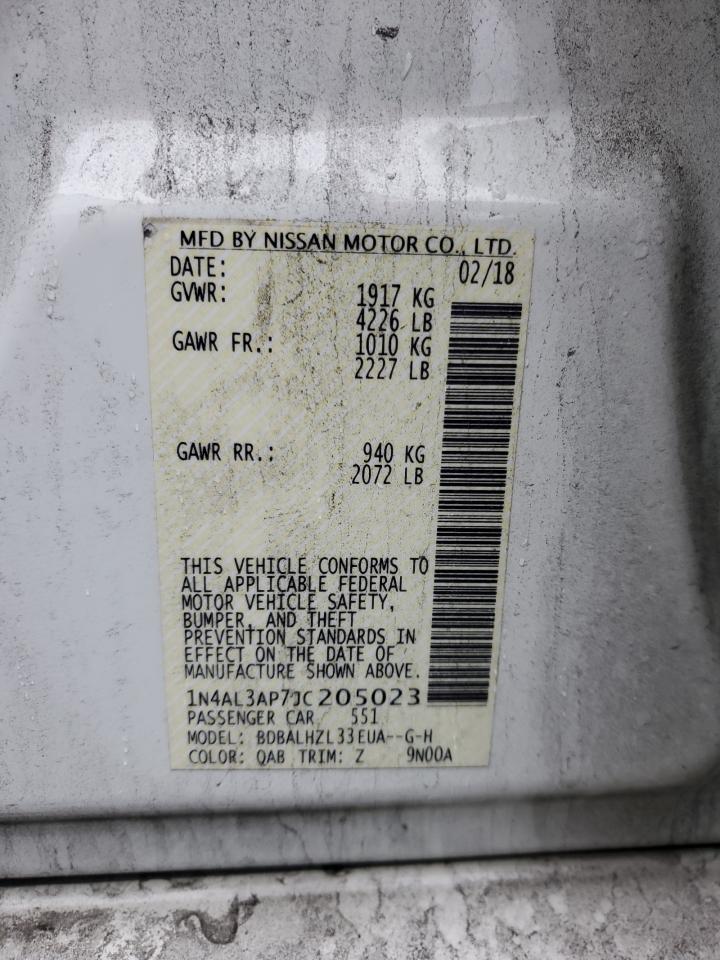 MFD BY NISSAN MOTOR CO., LTD.
DATE: 02/18
GVWR: 1917 KG
4226 LB
GAWR FR.: 1010 KG
2227 LB
GAWR RR.: 940 KG
2072 LB
THIS VEHICLE CONFORMS TO
ALL APPLICABLE FEDERAL
MOTOR VEHICLE SAFETY,
BUMPER, AND THEFT
PREVENTION STANDARDS IN
EFFECT ON THE DATE OF
MANUFACTURE SHOWN ABOVE.
1N4AL3AP7JC205023
PASSENGER CAR 551
MODEL: BDBALHZL33EUA--G-H
COLOR: QAB TRIM: Z 9N00A